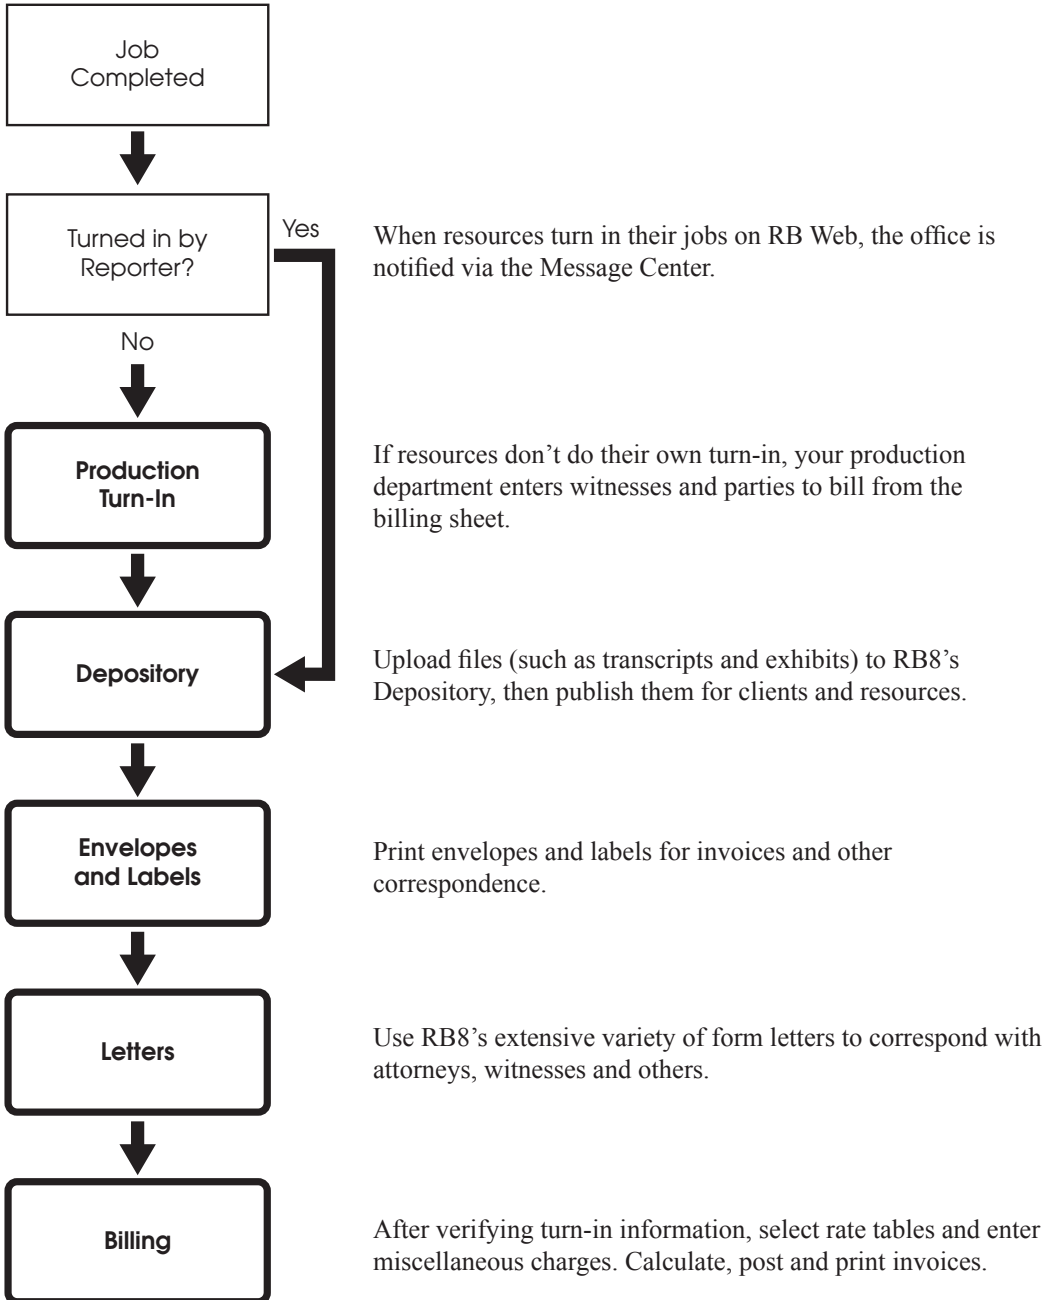 Job
Completed
Turned in by
Reporter?
Yes
When resources turn in their jobs on RB Web, the office is
notified via the Message Center.
No
Production
Turn-In
If resources don’t do their own turn-in, your production
department enters witnesses and parties to bill from the
billing sheet.
Depository
Upload files (such as transcripts and exhibits) to RB8’s
Depository, then publish them for clients and resources.
Envelopes
and Labels
Print envelopes and labels for invoices and other
correspondence.
Letters
Use RB8’s extensive variety of form letters to correspond with
attorneys, witnesses and others.
Billing
After verifying turn-in information, select rate tables and enter
miscellaneous charges. Calculate, post and print invoices.